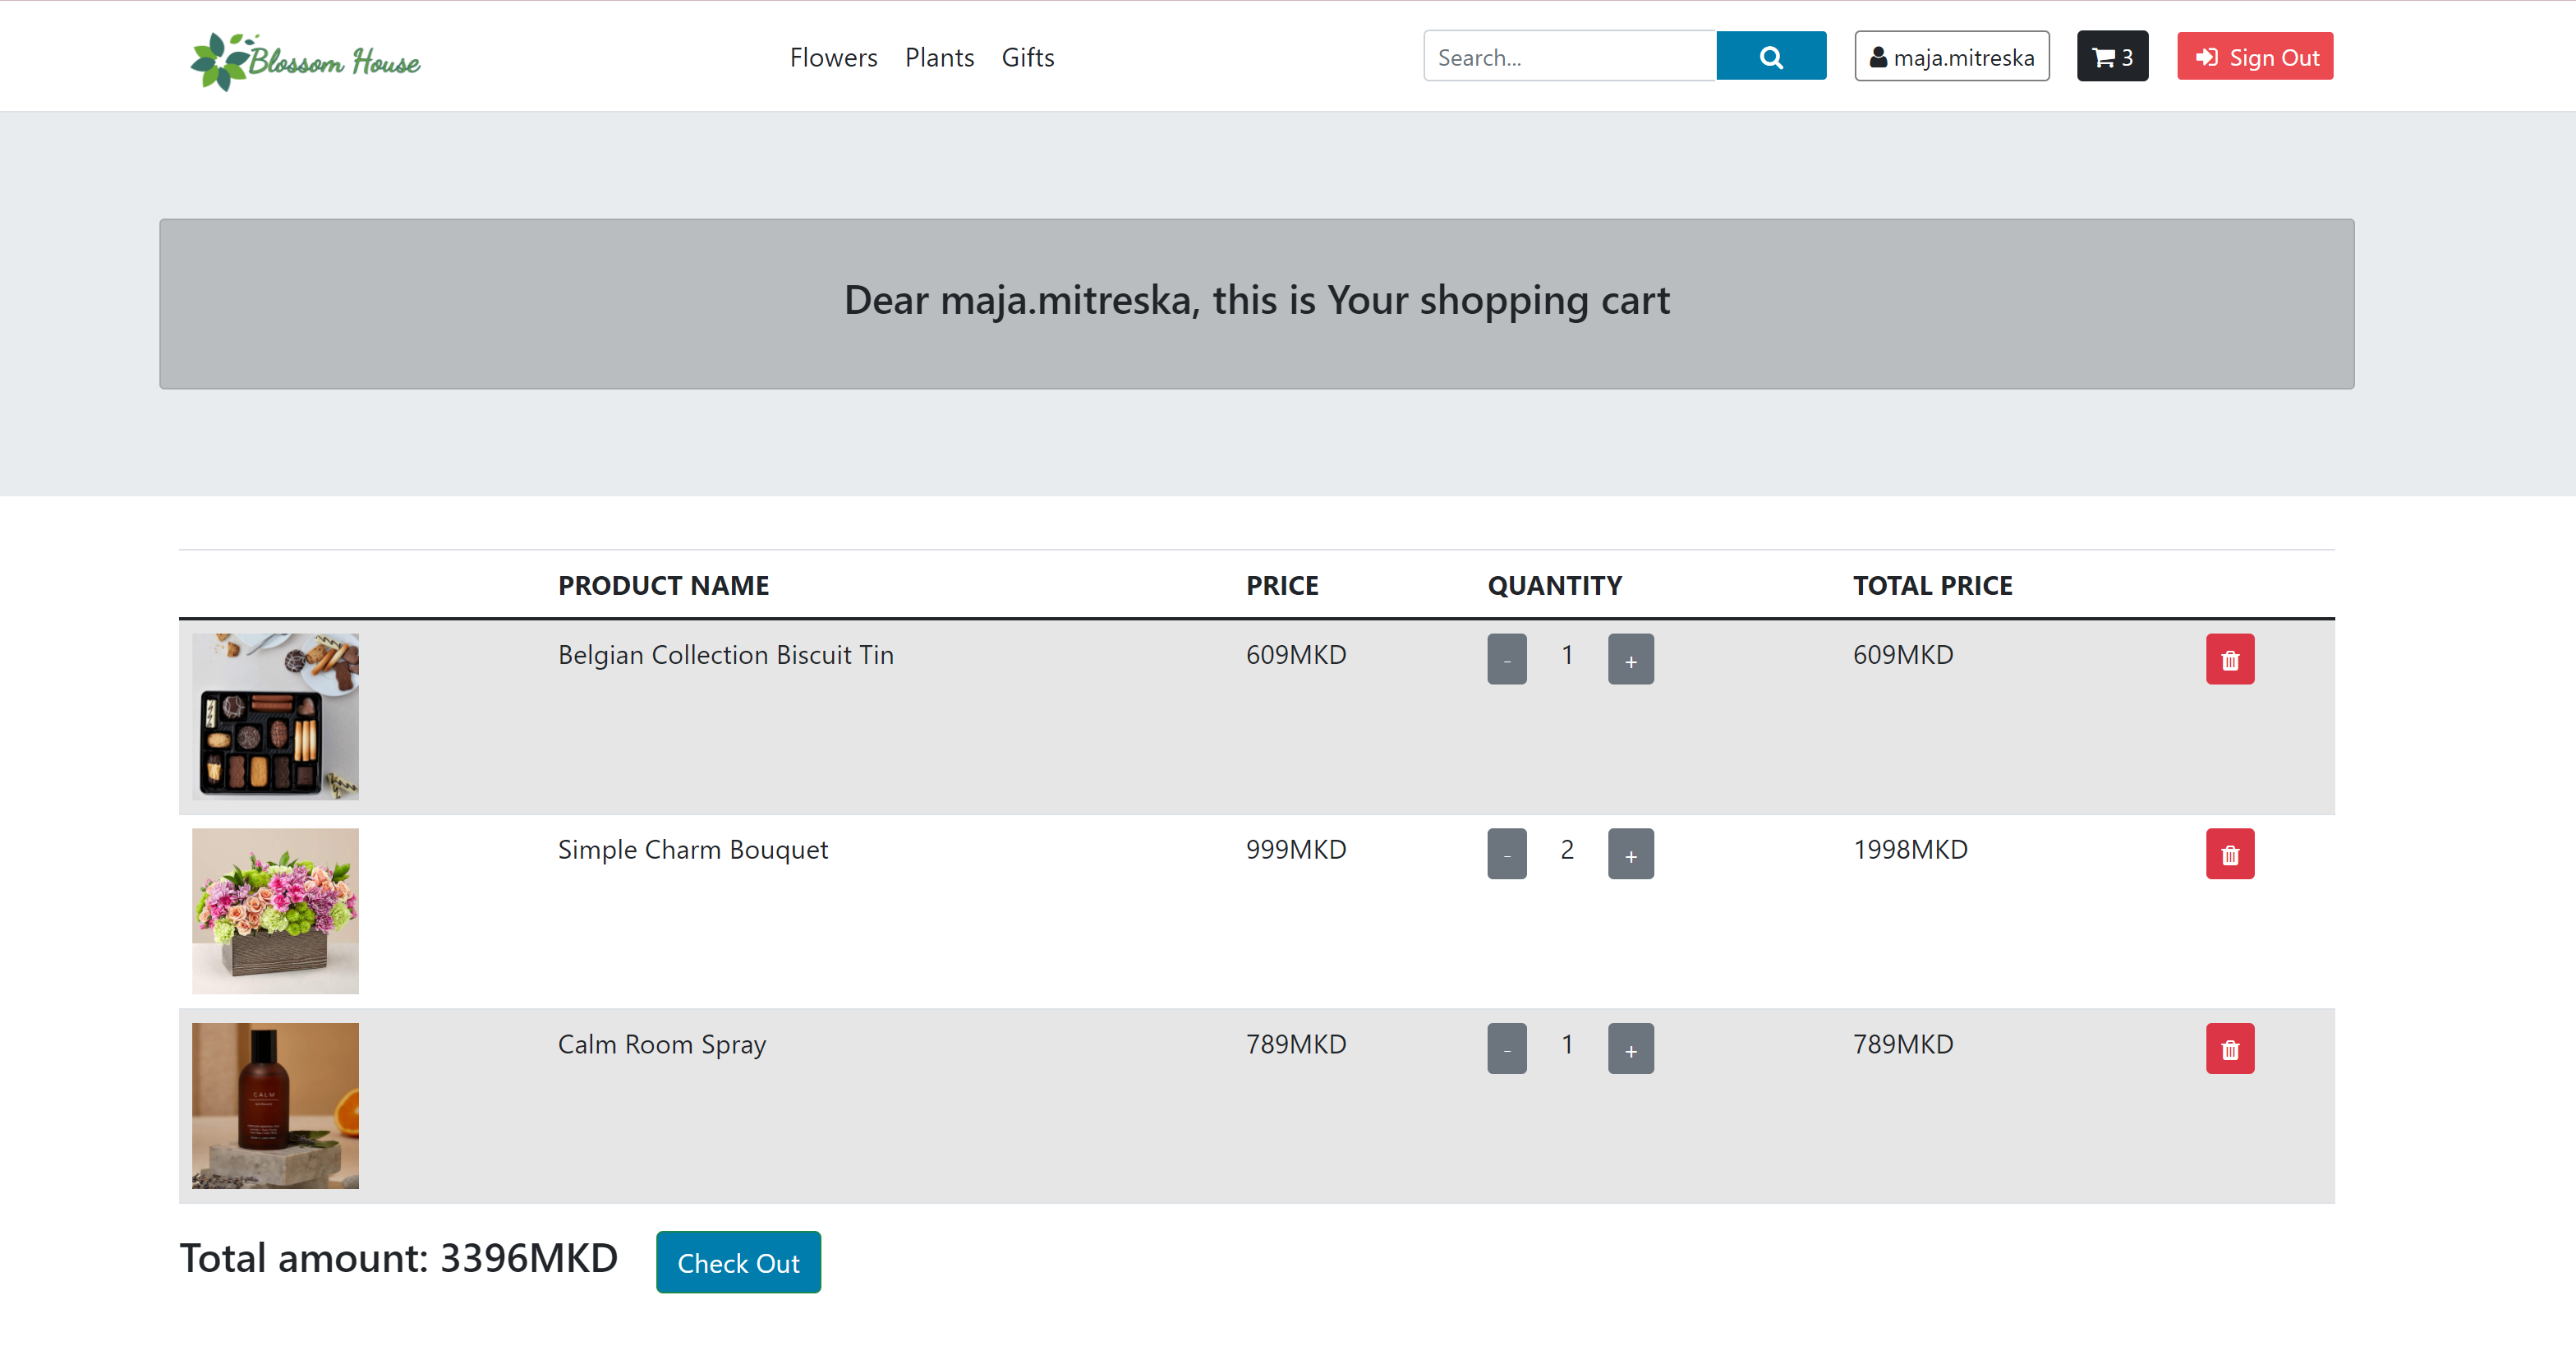 Blossom House
Flowers Plants Gifts
Search...
maja.mitreska
3
Sign Out
Dear maja.mitreska, this is Your shopping cart
PRODUCT NAME PRICE QUANTITY TOTAL PRICE
Belgian Collection Biscuit Tin 609MKD - 1 + 609MKD
Simple Charm Bouquet 999MKD - 2 + 1998MKD
Calm Room Spray 789MKD - 1 + 789MKD
CALM
Total amount: 3396MKD Check Out